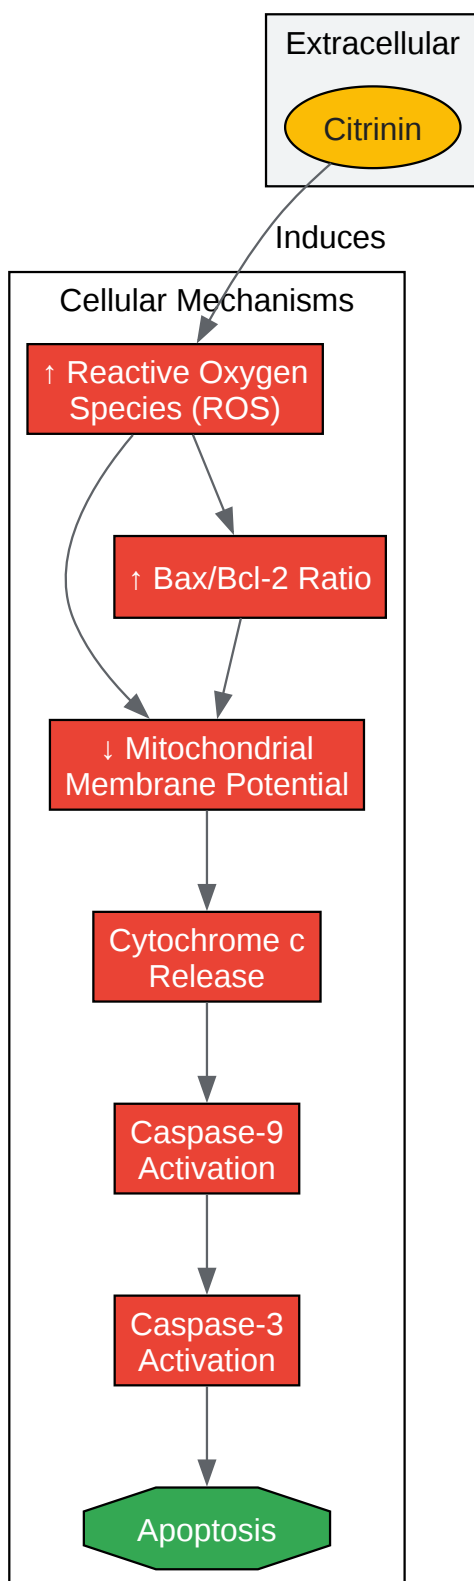 Extracellular
Citrinin
Induces
Cellular Mechanisms
↑ Reactive Oxygen
Species (ROS)
↑ Bax/Bcl-2 Ratio
↓ Mitochondrial
Membrane Potential
Cytochrome c
Release
Caspase-9
Activation
Caspase-3
Activation
Apoptosis